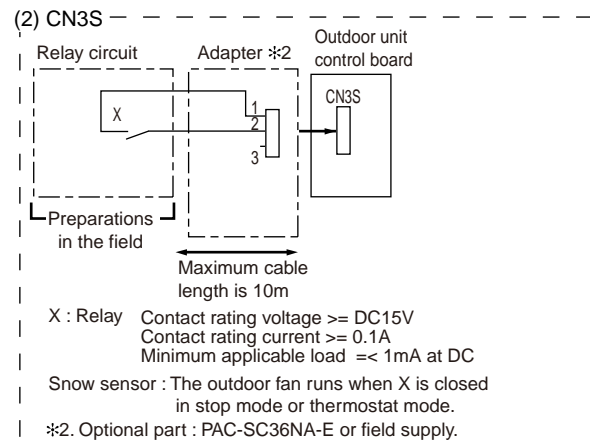 (2) CN3S
Relay circuit
Adapter ✻2
Outdoor unit
control board
X
1
2
3
CN3S
Preparations
in the field
Maximum cable
length is 10m
X : Relay Contact rating voltage >= DC15V
Contact rating current >= 0.1A
Minimum applicable load =< 1mA at DC
Snow sensor : The outdoor fan runs when X is closed
in stop mode or thermostat mode.
✻2. Optional part : PAC-SC36NA-E or field supply.